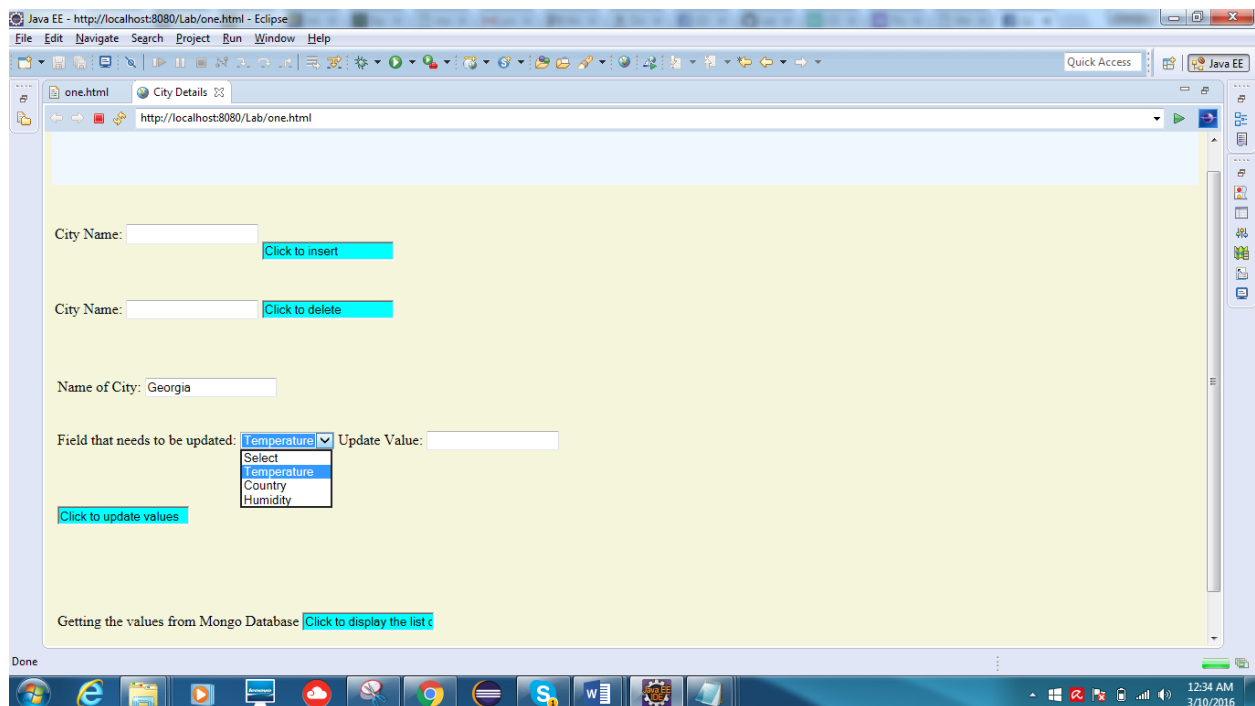 Java EE - http://localhost:8080/Lab/one.html - Eclipse
File Edit Navigate Search Project Run Window Help
Quick Access
Java EE
one.html
City Details
http://localhost:8080/Lab/one.html
City Name:
Click to insert
City Name:
Click to delete
Name of City: Georgia
Field that needs to be updated: Temperature Update Value:
Select
Temperature
Country
Humidity
Click to update values
Getting the values from Mongo Database Click to display the list
Done
12:34 AM
3/10/2016